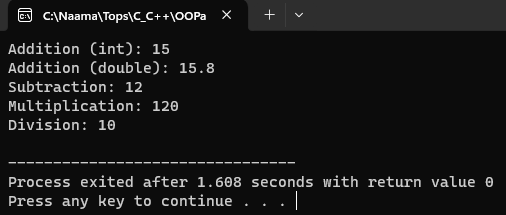 C:\Naama\Tops\C_C++\OOPa
Addition (int): 15
Addition (double): 15.8
Subtraction: 12
Multiplication: 120
Division: 10
--------------------------------
Process exited after 1.608 seconds with return value 0
Press any key to continue . . .